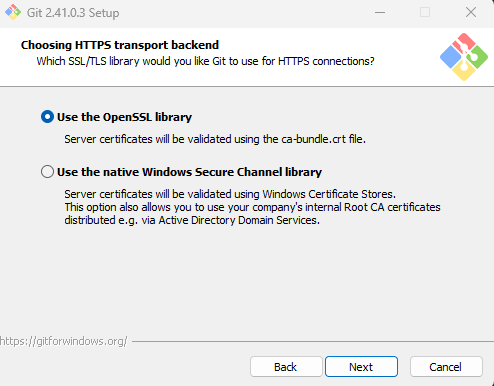 Git 2.41.0.3 Setup
Choosing HTTPS transport backend
Which SSL/TLS library would you like Git to use for HTTPS connections?
Use the OpenSSL library
Server certificates will be validated using the ca-bundle.crt file.
Use the native Windows Secure Channel library
Server certificates will be validated using Windows Certificate Stores.
This option also allows you to use your company's internal Root CA certificates
distributed e.g. via Active Directory Domain Services.
https://gitforwindows.org/
Back
Next
Cancel